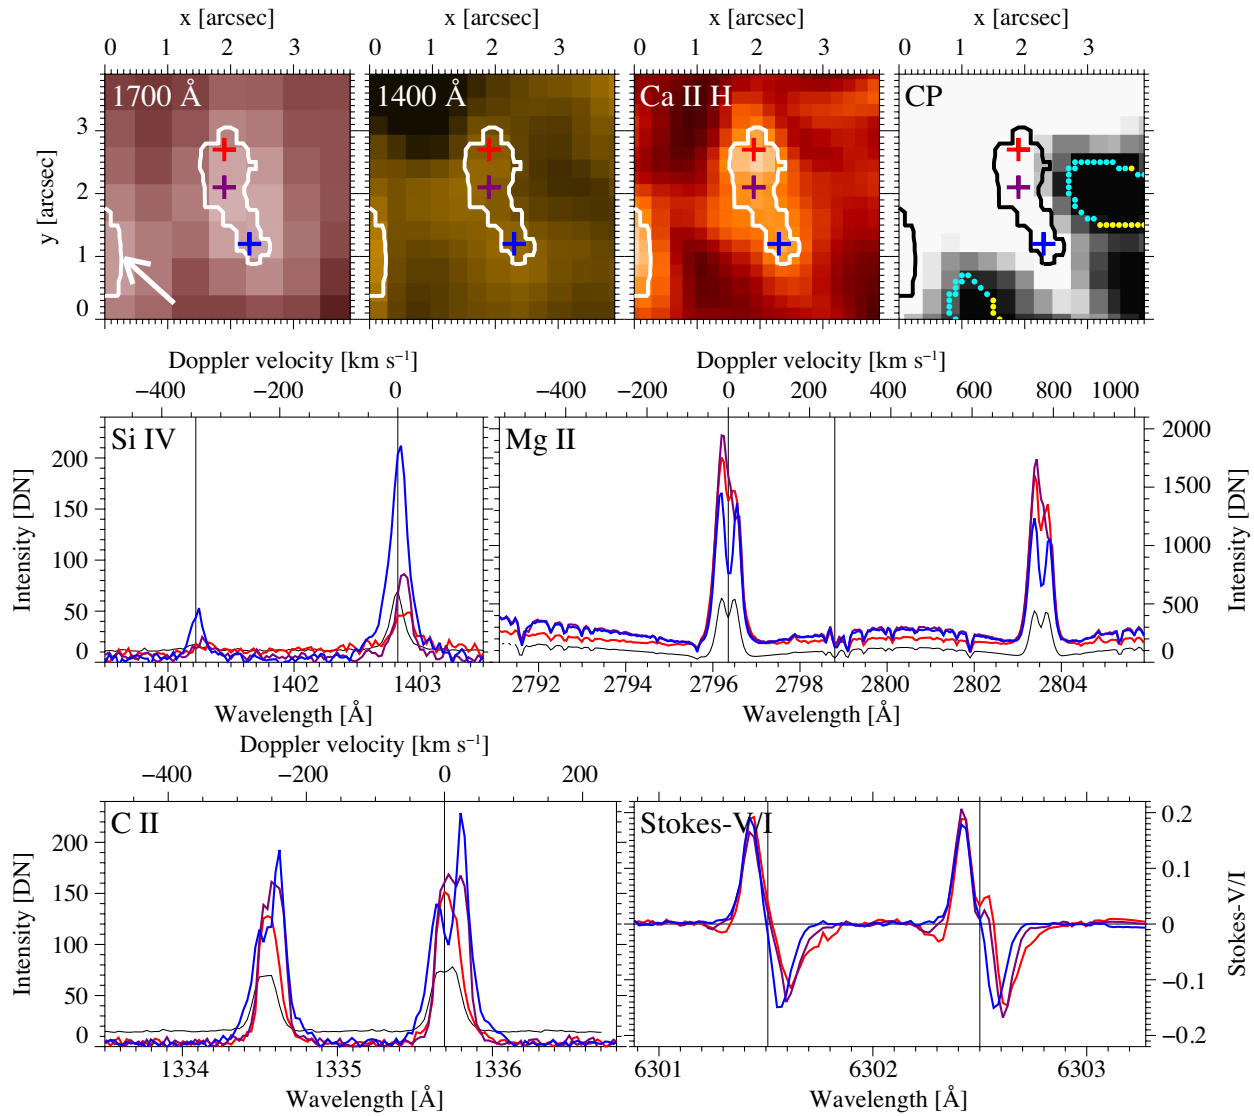 x [arcsec] x [arcsec] x [arcsec] x [arcsec]
0 1 2 3 0 1 2 3 0 1 2 3 0 1 2 3
1700 Å 1400 Å Ca II H CP
y [arcsec]
3
2
1
0
Doppler velocity [km s⁻¹] Doppler velocity [km s⁻¹]
−400 −200 0 −400 −200 0 200 400 600 800 1000
Si IV Mg II
Intensity [DN] Intensity [DN]
200 2000
150 1500
100 1000
50 500
0 0
1401 1402 1403 2792 2794 2796 2798 2800 2802 2804
Wavelength [Å] Wavelength [Å]
Doppler velocity [km s⁻¹]
−400 −200 0 200
C II Stokes-V/I
Intensity [DN] Stokes-V/I
200 0.2
150 0.1
100 0
50 −0.1
0 −0.2
1334 1335 1336 6301 6302 6303
Wavelength [Å] Wavelength [Å]